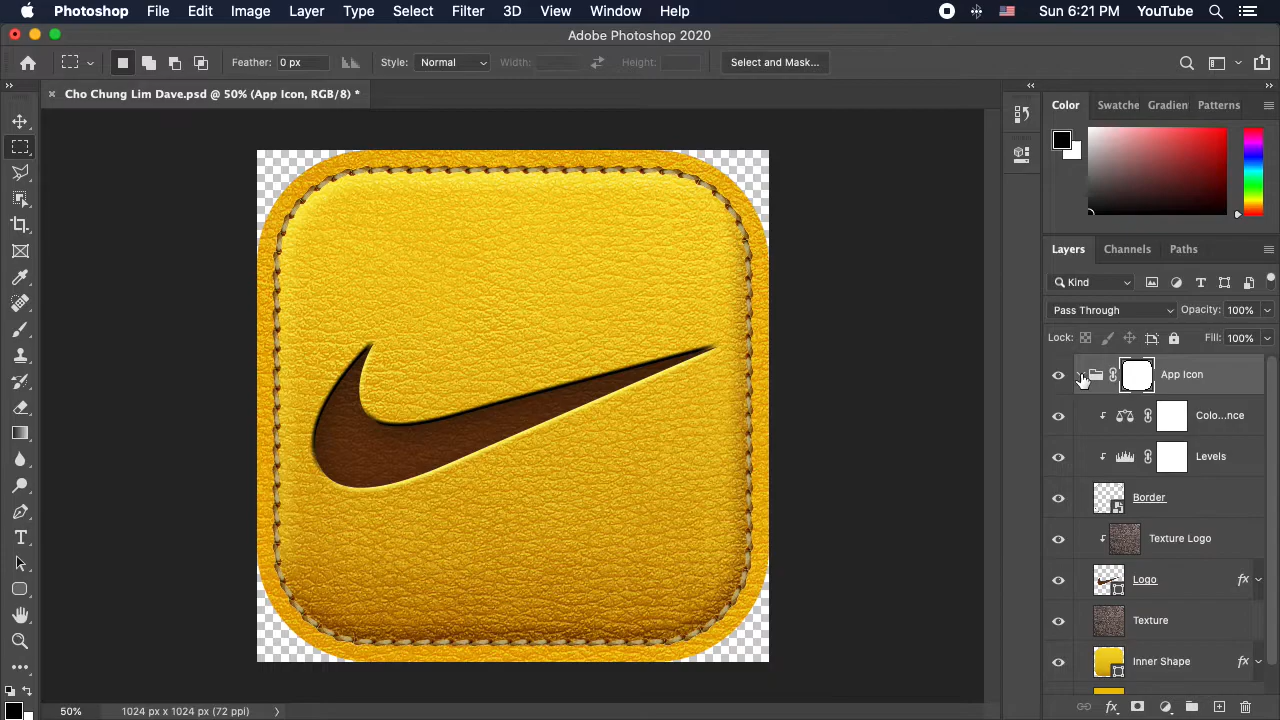 Photoshop File Edit Image Layer Type Select Filter 3D View Window Help Sun 6:21 PM YouTube
Adobe Photoshop 2020
Feather: 0 px Style: Normal Width: Height: Select and Mask...
Cho Chung Lim Dave.psd @ 50% (App Icon, RGB/8) *
Color Swatche Gradien Patterns
Layers Channels Paths
Kind
Pass Through Opacity: 100%
Lock: Fill: 100%
App Icon
Colo...nce
Levels
Border
Texture Logo
Logo fx
Texture
Inner Shape fx
50% 1024 px x 1024 px (72 ppi)
fx